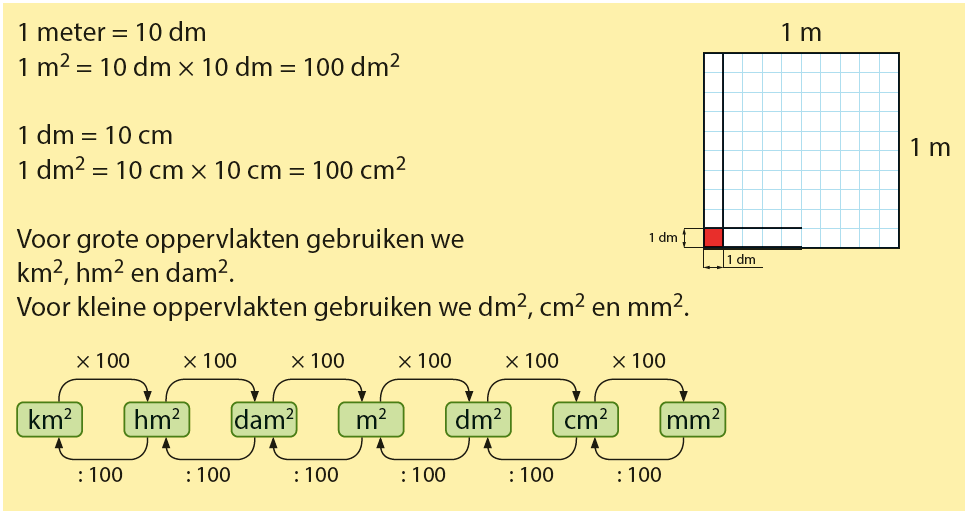 1 meter = 10 dm
1 m² = 10 dm × 10 dm = 100 dm²
1 dm = 10 cm
1 dm² = 10 cm × 10 cm = 100 cm²
Voor grote oppervlakten gebruiken we
km², hm² en dam².
Voor kleine oppervlakten gebruiken we dm², cm² en mm².
1 m
1 m
1 dm
1 dm
× 100 × 100 × 100 × 100 × 100 × 100
km² hm² dam² m² dm² cm² mm²
: 100 : 100 : 100 : 100 : 100 : 100